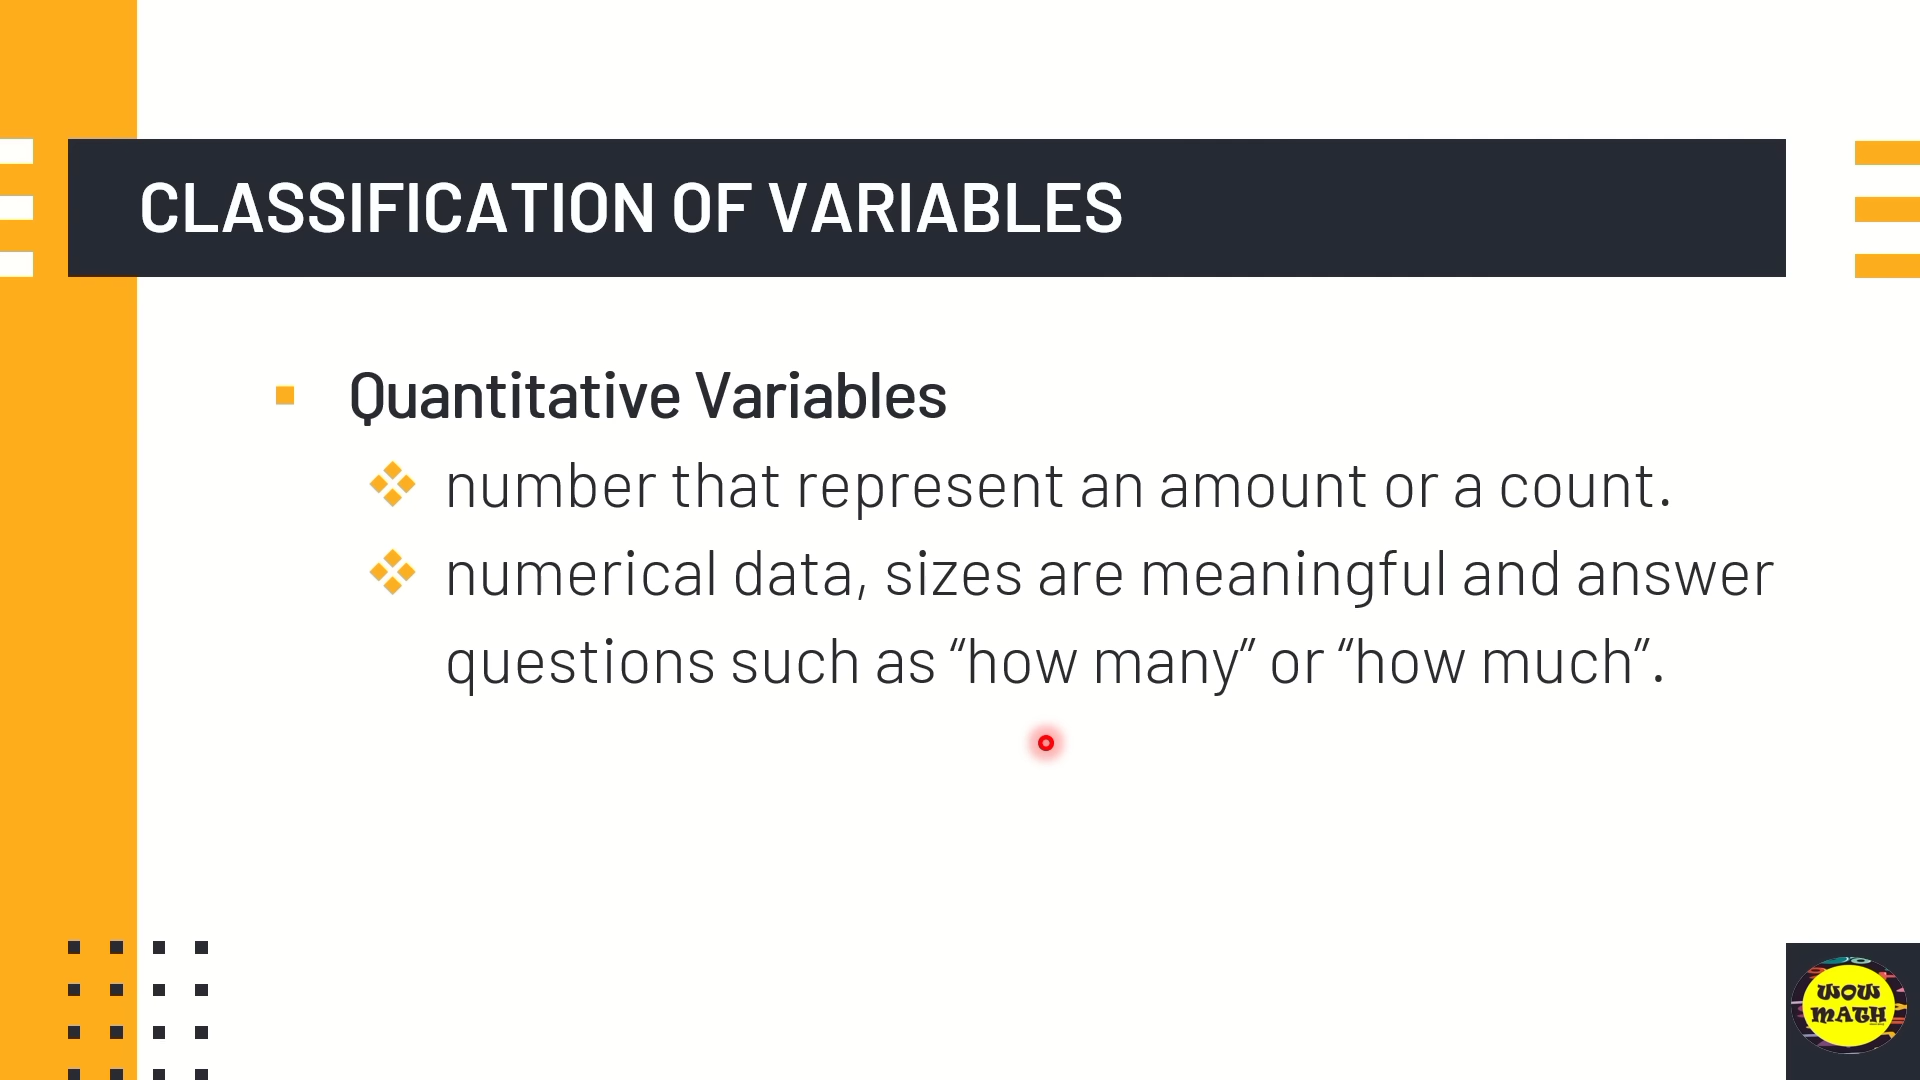 CLASSIFICATION OF VARIABLES
Quantitative Variables
number that represent an amount or a count.
numerical data, sizes are meaningful and answer
questions such as “how many” or “how much”.
WOW
MATH